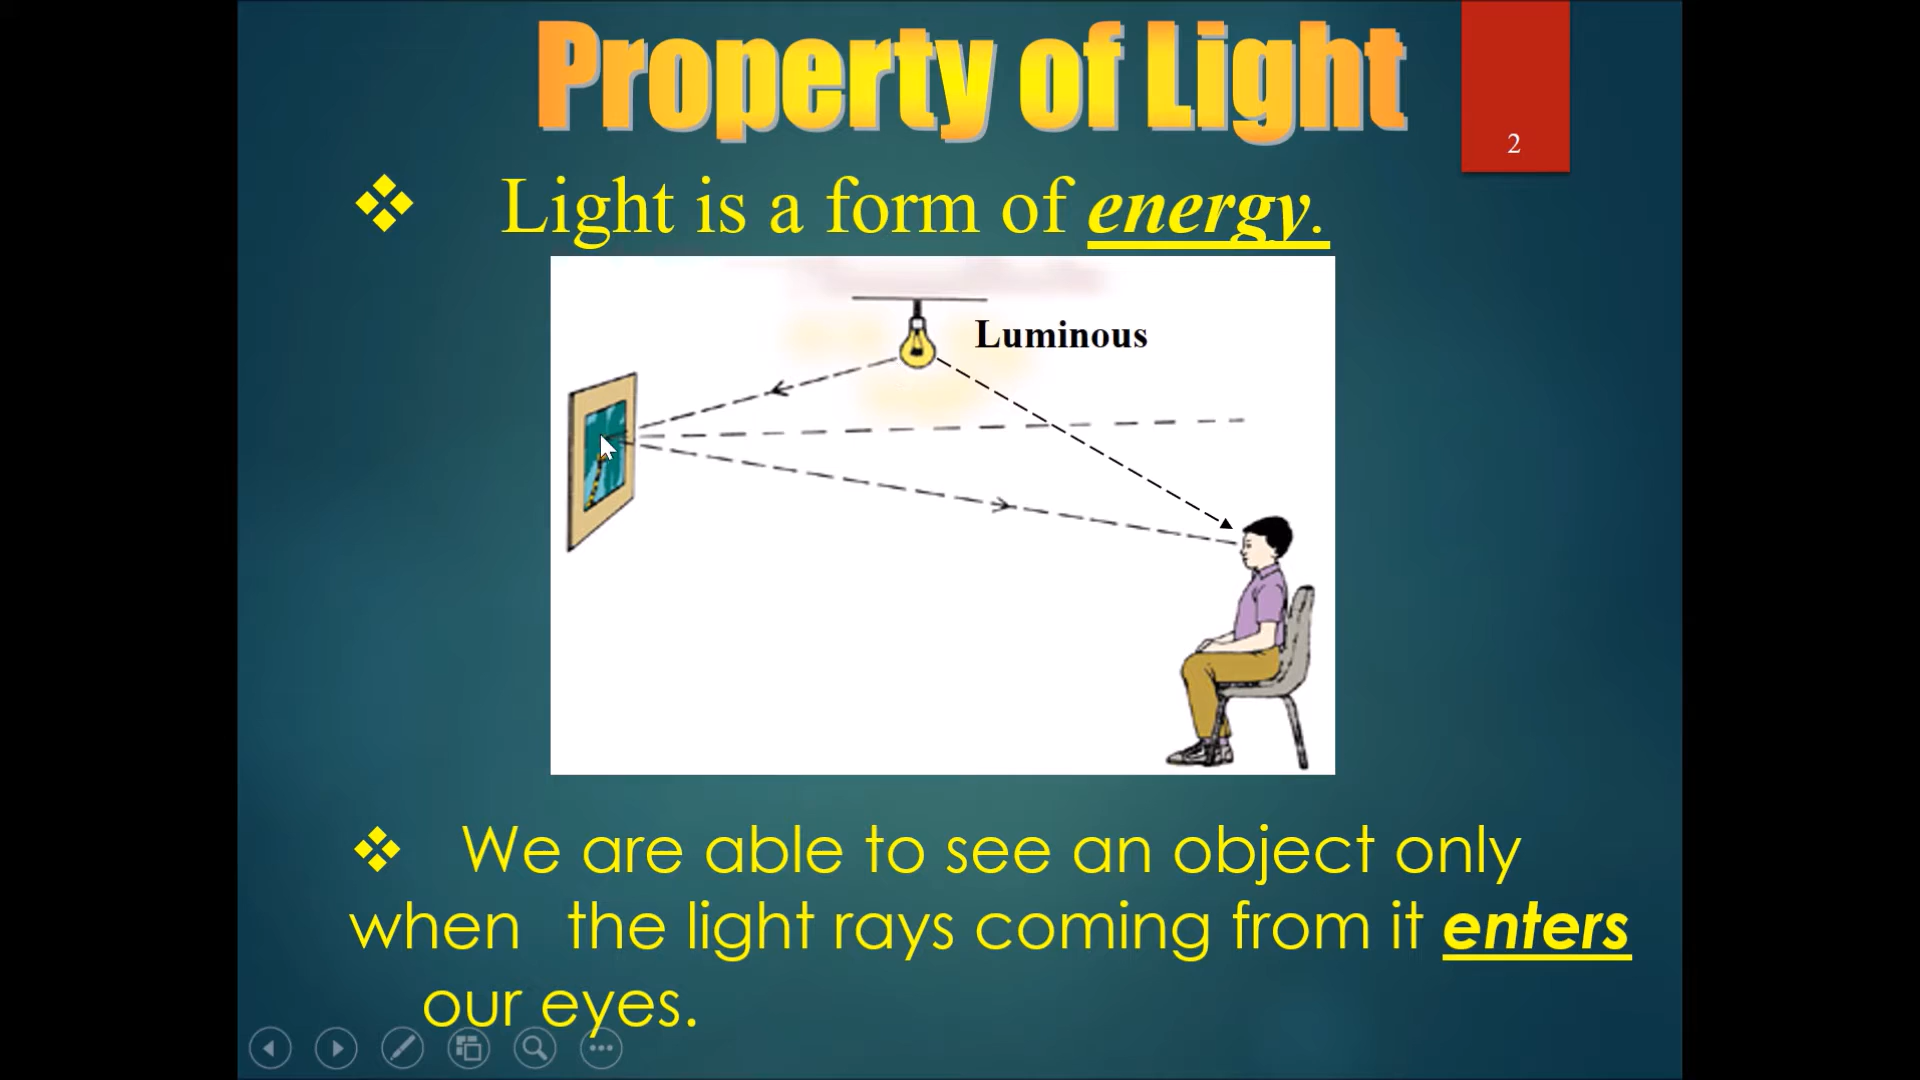 Property of Light
2
❖ Light is a form of energy.
Luminous
❖ We are able to see an object only
when the light rays coming from it enters
our eyes.